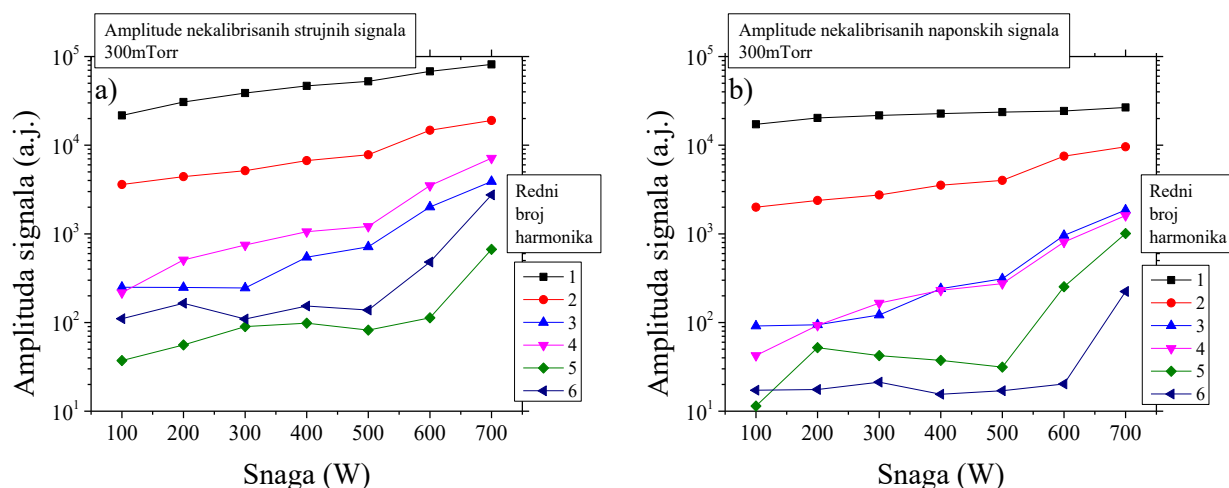 Amplitude nekalibrisanih strujnih signala
300mTorr
a)
Amplituda signala (a.j.)
10^5
10^4
10^3
10^2
10^1
100 200 300 400 500 600 700
Snaga (W)
Redni
broj
harmonika
1
2
3
4
5
6
Amplitude nekalibrisanih naponskih signala
300mTorr
b)
Amplituda signala (a.j.)
10^5
10^4
10^3
10^2
10^1
100 200 300 400 500 600 700
Snaga (W)
Redni
broj
harmonika
1
2
3
4
5
6